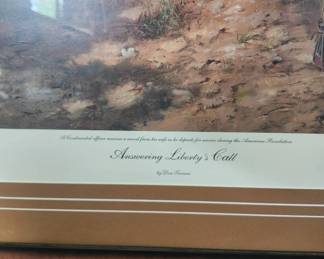 A Continental officer receives a sword from his wife as he departs for service during the American Revolution
Answering Liberty's Call
by Don Troiani